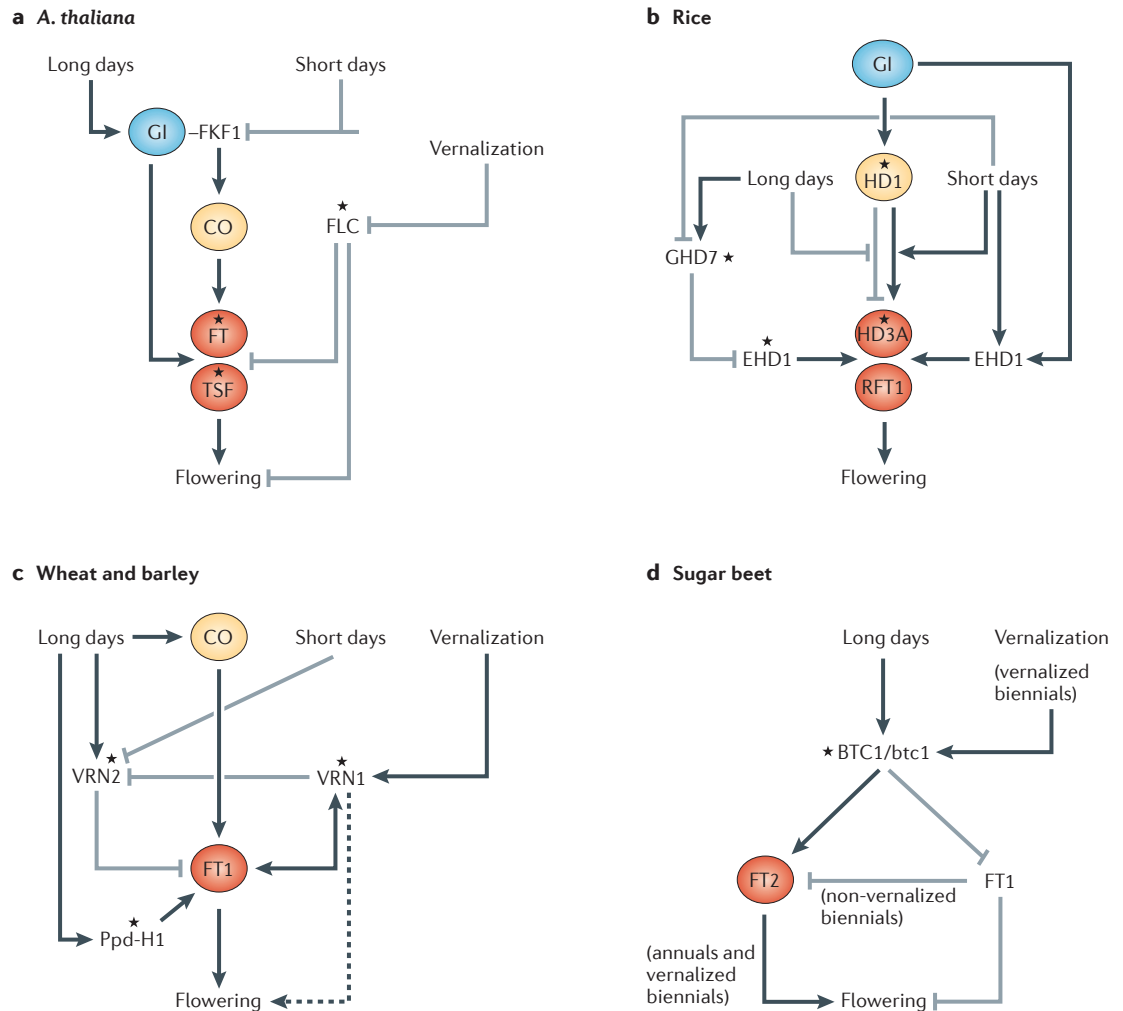 a A. thaliana
Long days
Short days
GI
–FKF1
Vernalization
CO
★
FLC
★
FT
★
TSF
Flowering
b Rice
GI
Long days
★
HD1
Short days
GHD7 ★
★
HD3A
★
EHD1
EHD1
RFT1
Flowering
c Wheat and barley
Long days
CO
Short days
Vernalization
★
VRN2
★
VRN1
FT1
★
Ppd-H1
Flowering
d Sugar beet
Long days
Vernalization
(vernalized
biennials)
★ BTC1/btc1
FT2
FT1
(non-vernalized
biennials)
(annuals and
vernalized
biennials)
Flowering